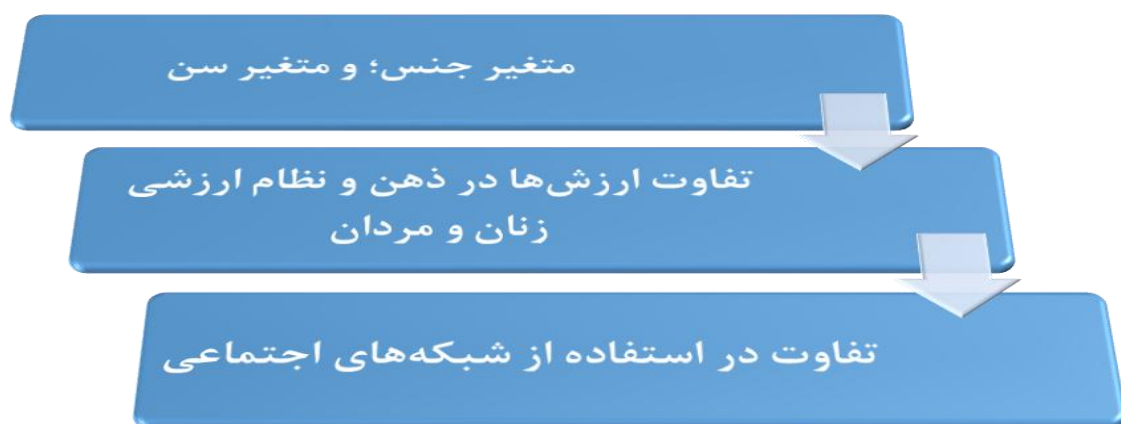 متغیر جنس؛ و متغیر سن
تفاوت ارزش‌ها در ذهن و نظام ارزشی
زنان و مردان
تفاوت در استفاده از شبکه‌های اجتماعی